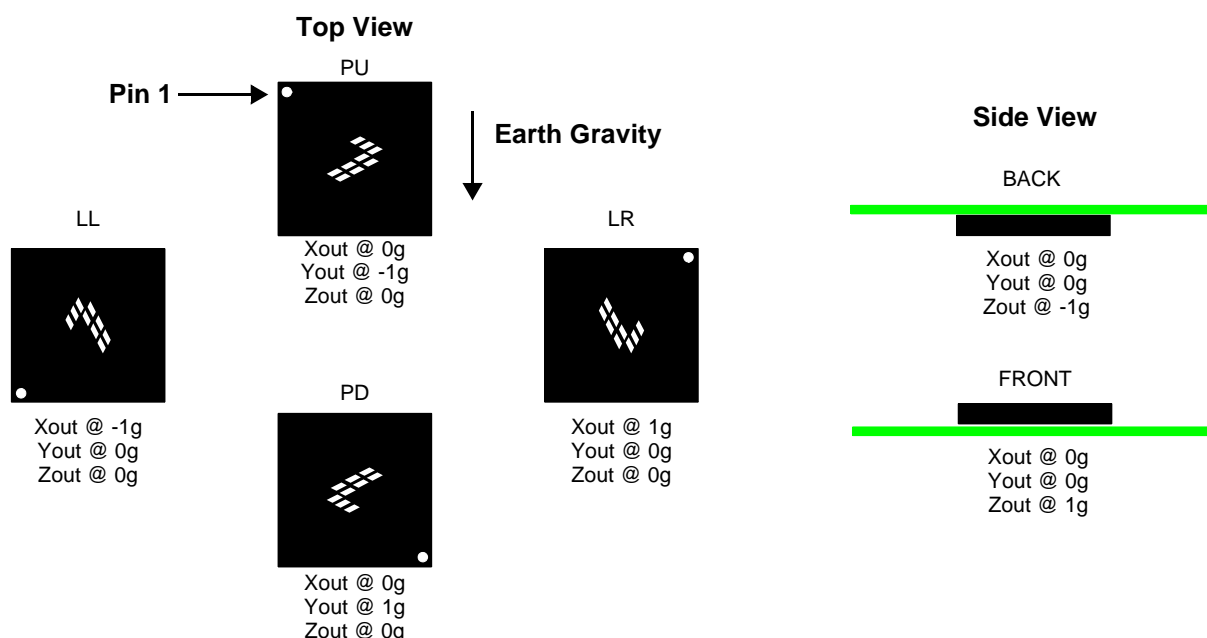 Top View
PU
Pin 1
Earth Gravity
Xout @ 0g
Yout @ -1g
Zout @ 0g
LL
Xout @ -1g
Yout @ 0g
Zout @ 0g
LR
Xout @ 1g
Yout @ 0g
Zout @ 0g
PD
Xout @ 0g
Yout @ 1g
Zout @ 0g
Side View
BACK
Xout @ 0g
Yout @ 0g
Zout @ -1g
FRONT
Xout @ 0g
Yout @ 0g
Zout @ 1g